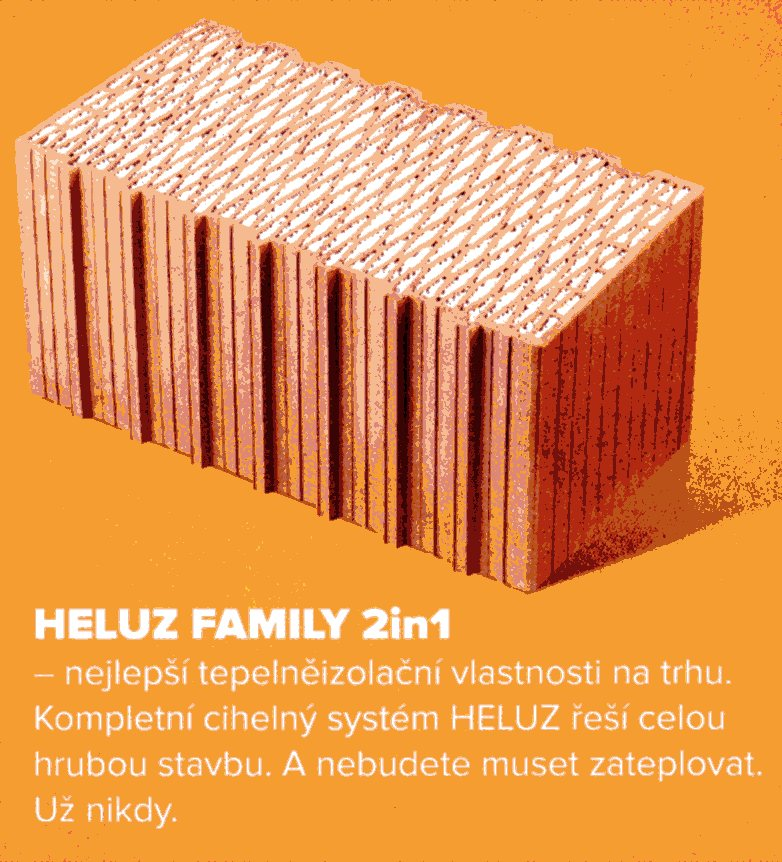 HELUZ FAMILY 2in1
– nejlepší tepelněizolační vlastnosti na trhu.
Kompletní cihelný systém HELUZ řeší celou
hrubou stavbu. A nebudete muset zateplovat.
Už nikdy.